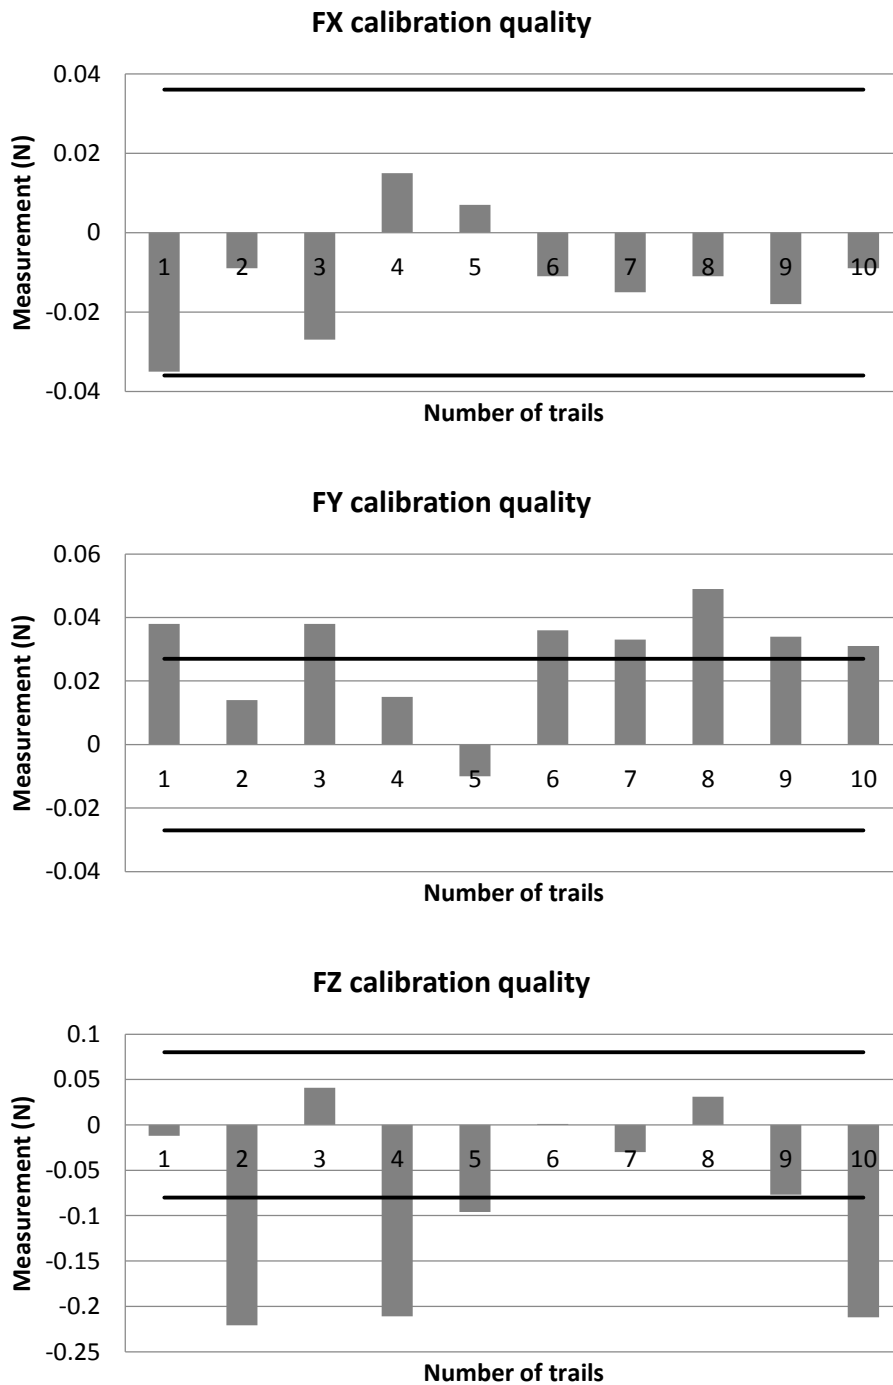 FX calibration quality
0.04
0.02
0
-0.02
-0.04
Measurement (N)
1 2 3 4 5 6 7 8 9 10
Number of trails
FY calibration quality
0.06
0.04
0.02
0
-0.02
-0.04
Measurement (N)
1 2 3 4 5 6 7 8 9 10
Number of trails
FZ calibration quality
0.1
0.05
0
-0.05
-0.1
-0.15
-0.2
-0.25
Measurement (N)
1 2 3 4 5 6 7 8 9 10
Number of trails